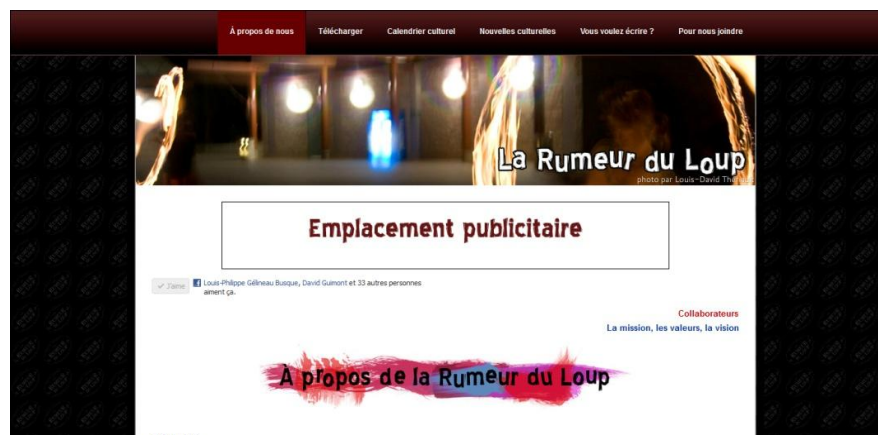 À propos de nous
Télécharger
Calendrier culturel
Nouvelles culturelles
Vous voulez écrire ?
Pour nous joindre
La Rumeur du Loup
photo par Louis-David
Emplacement publicitaire
J'aime
Louis-Philippe Gélineau Busque, David Guimont et 33 autres personnes
aiment ça.
Collaborateurs
La mission, les valeurs, la vision
À propos de la Rumeur du Loup